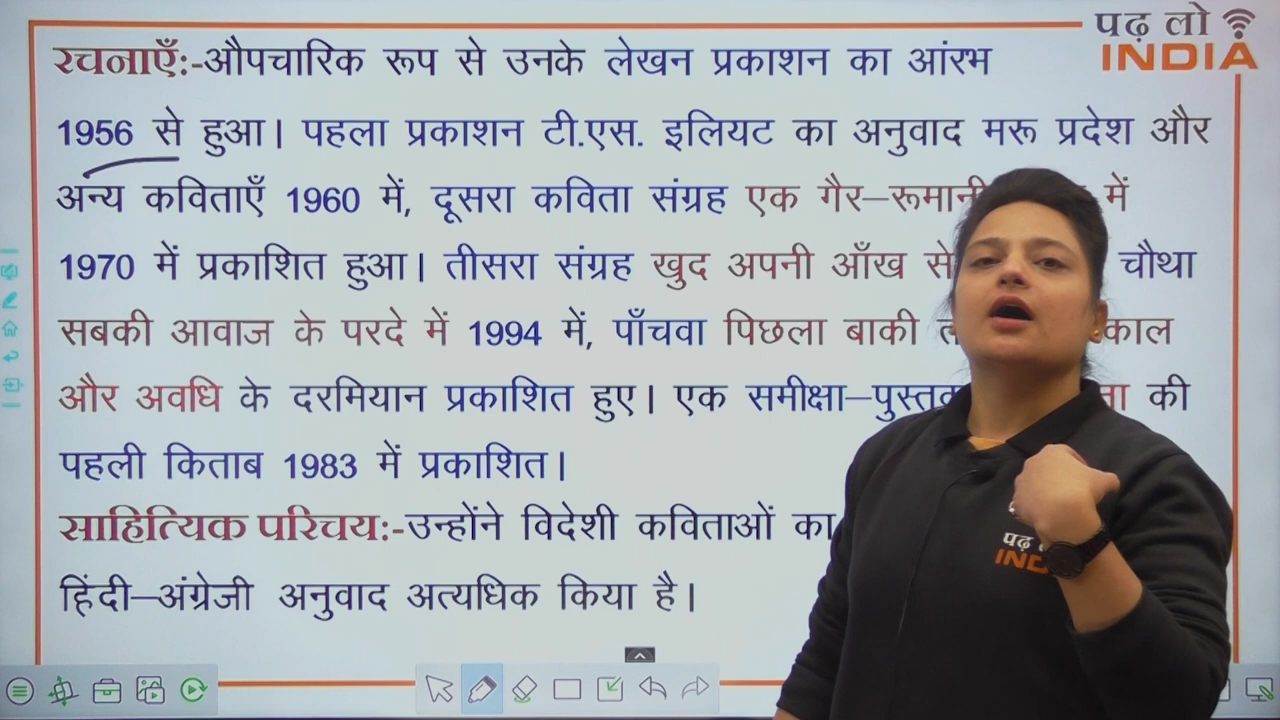 पढ़ लो
INDIA
रचनाएँ:-औपचारिक रूप से उनके लेखन प्रकाशन का आंरभ
1956 से हुआ। पहला प्रकाशन टी.एस. इलियट का अनुवाद मरू प्रदेश और
अन्य कविताएँ 1960 में, दूसरा कविता संग्रह एक गैर–रूमानी में
1970 में प्रकाशित हुआ। तीसरा संग्रह खुद अपनी आँख से चौथा
सबकी आवाज के परदे में 1994 में, पाँचवा पिछला बाकी काल
और अवधि के दरमियान प्रकाशित हुए। एक समीक्षा–पुस्तक की
पहली किताब 1983 में प्रकाशित।
साहित्यिक परिचय:-उन्होंने विदेशी कविताओं का
हिंदी–अंग्रेजी अनुवाद अत्यधिक किया है।
पढ़
IND